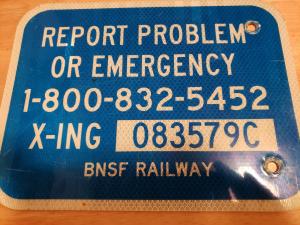 REPORT PROBLEM
OR EMERGENCY
1-800-832-5452
X-ING 083579C
BNSF RAILWAY